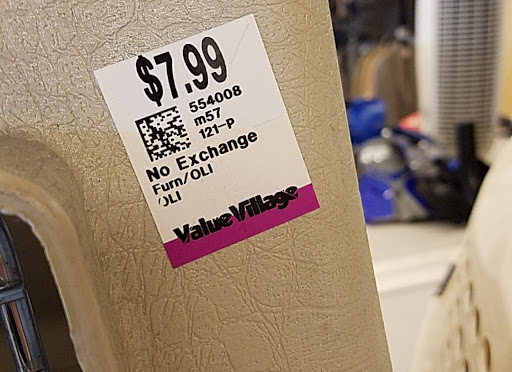 $7.99
554008
m57
121-P
No Exchange
Furn/OLI
OLI
Value Village